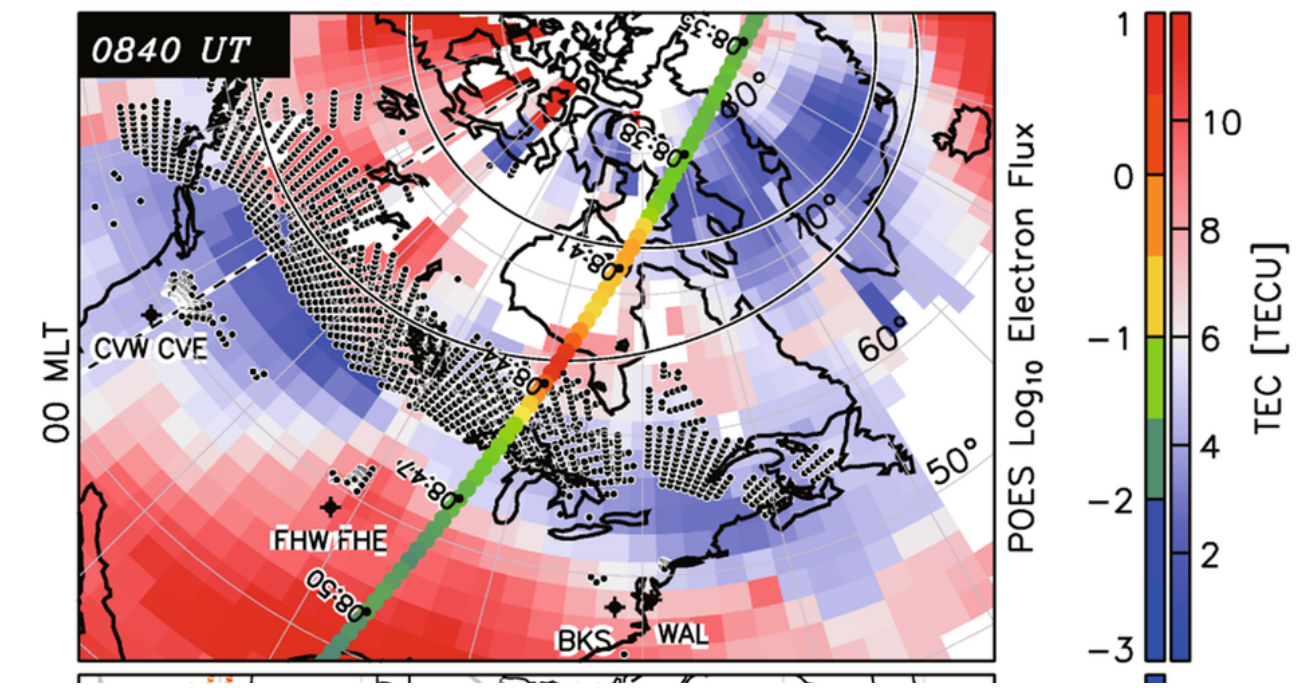 0840 UT
08:35
80°
08:38
70°
08:41
60°
CVW CVE
08:44
50°
08:47
FHW FHE
08:50
BKS
WAL
00 MLT
POES Log10 Electron Flux
1
0
−1
−2
−3
10
8
6
4
2
TEC [TECU]